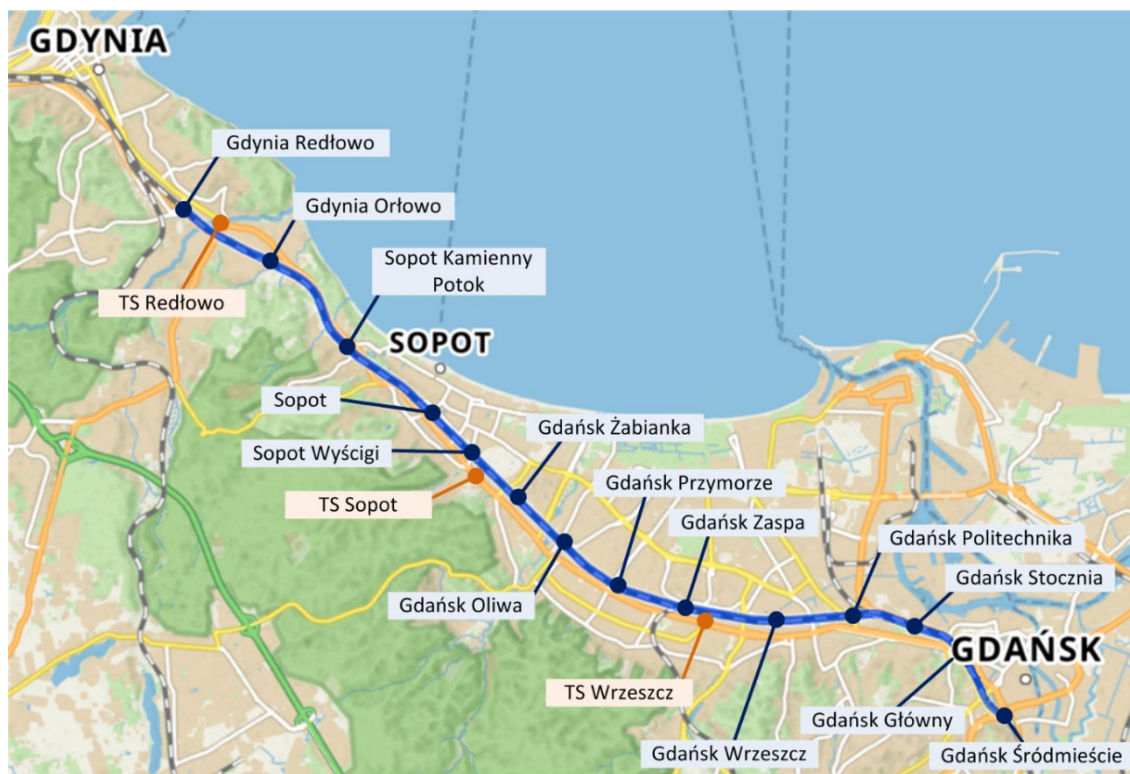 GDYNIA
Gdynia Redłowo
Gdynia Orłowo
Sopot Kamienny
Potok
TS Redłowo
SOPOT
Sopot
Gdańsk Żabianka
Sopot Wyścigi
Gdańsk Przymorze
TS Sopot
Gdańsk Zaspa
Gdańsk Politechnika
Gdańsk Stocznia
Gdańsk Oliwa
GDAŃSK
TS Wrzeszcz
Gdańsk Główny
Gdańsk Wrzeszcz
Gdańsk Śródmieście